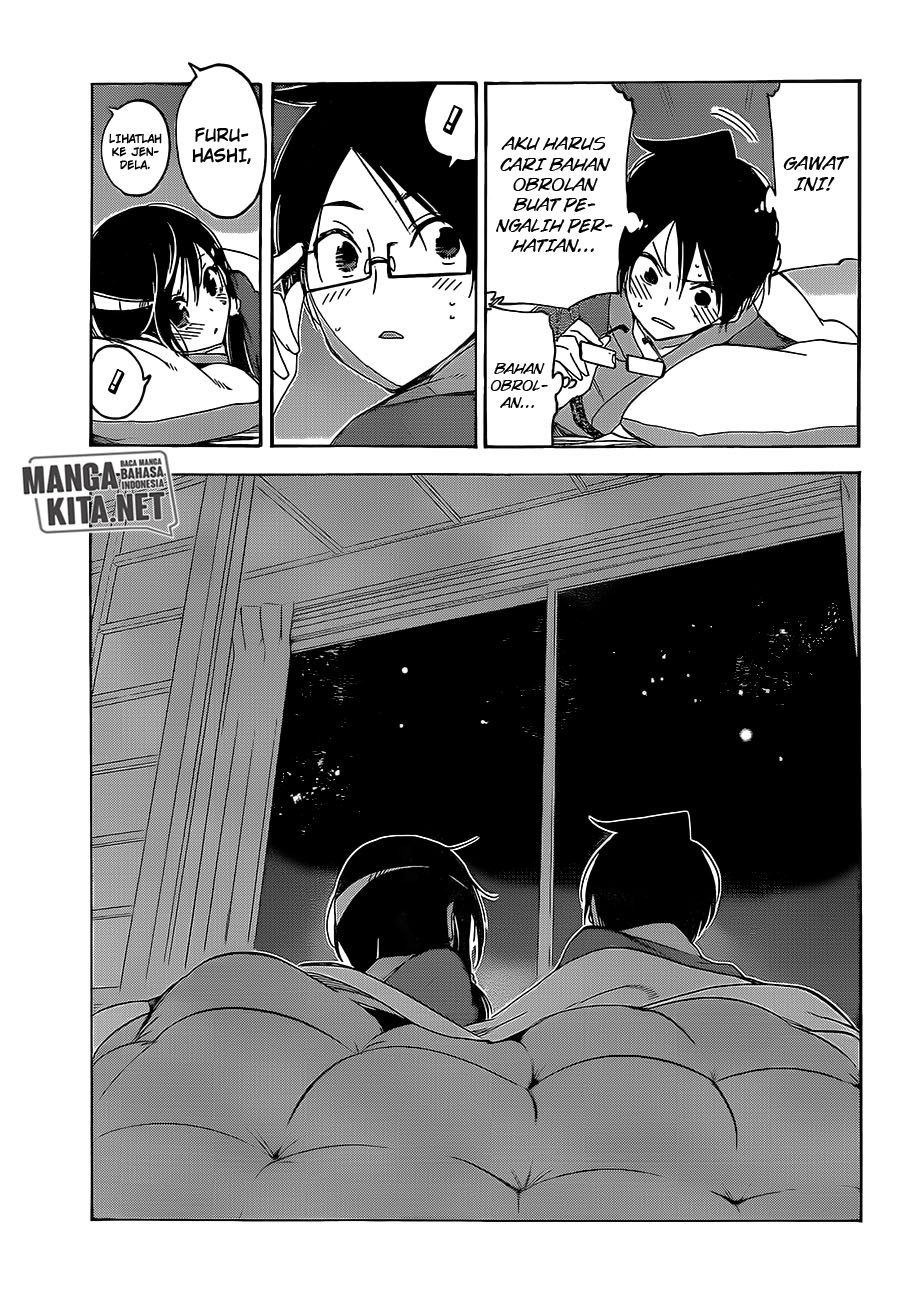 GAWAT
INI!
AKU HARUS
CARI BAHAN
OBROLAN
BUAT PE-
NGALIH PER-
HATIAN...
BAHAN
OBROL-
AN...
!
FURU-
HASHI,
LIHATLAH
KE JEN-
DELA.
!
MANGA
KITA.NET
BACA MANGA
BAHASA
INDONESIA